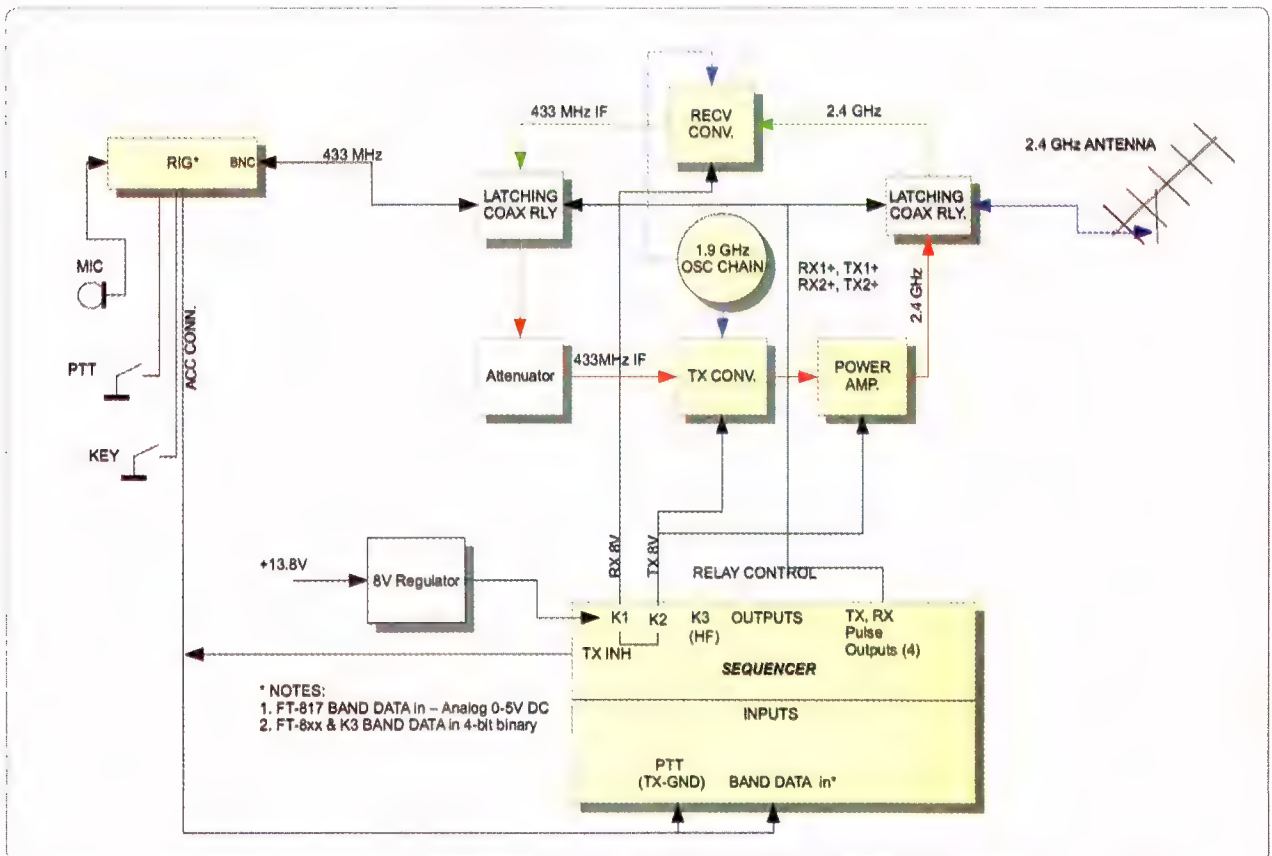 RECV
CONV.
433 MHz IF
2.4 GHz
2.4 GHz ANTENNA
RIG*
BNC
433 MHz
LATCHING
COAX RLY
LATCHING
COAX RLY.
1.9 GHz
OSC CHAIN
RX1+, TX1+
RX2+, TX2+
2.4 GHz
MIC
PTT
KEY
ACC CONN.
Attenuator
433MHz IF
TX CONV.
POWER
AMP.
+13.8V
8V Regulator
RX 8V
TX 8V
RELAY CONTROL
K1
K2
K3
(HF)
OUTPUTS
TX, RX
Pulse
Outputs (4)
TX INH
SEQUENCER
* NOTES:
1. FT-817 BAND DATA in – Analog 0-5V DC
2. FT-8xx & K3 BAND DATA in 4-bit binary
INPUTS
PTT
(TX-GND)
BAND DATA in*